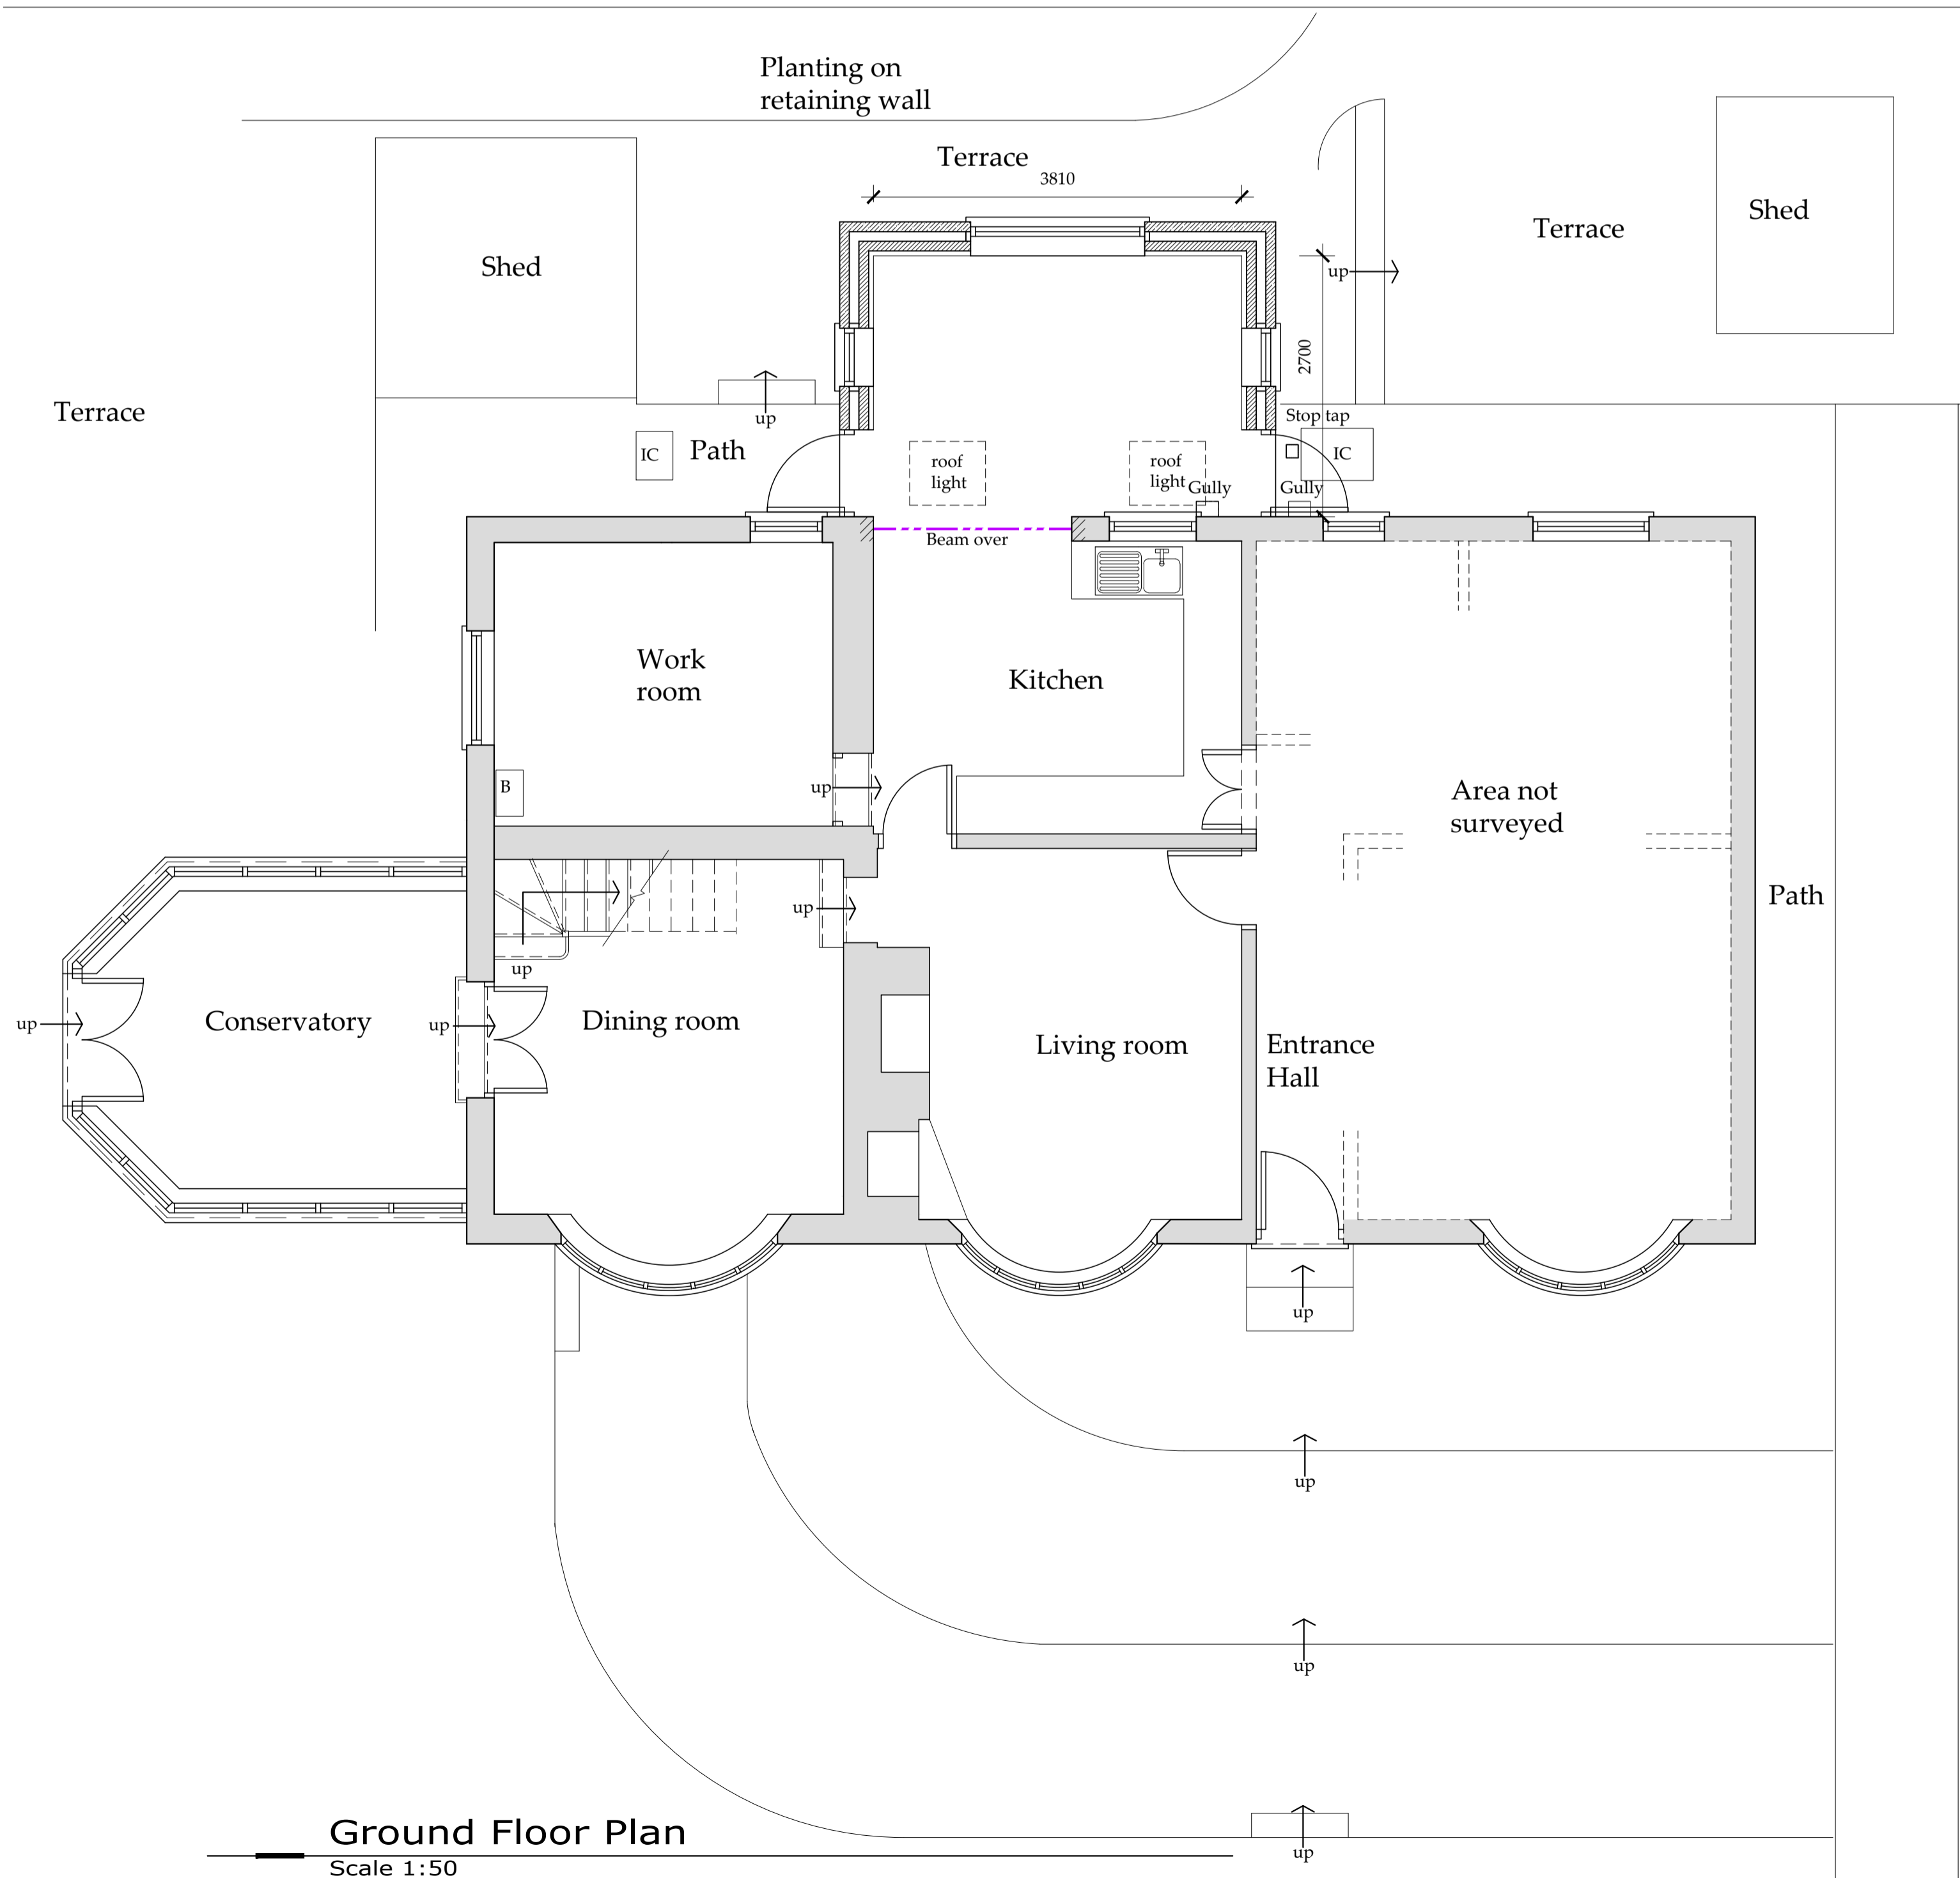 Planting on
retaining wall
Terrace
3810
Shed
Terrace
Shed
up
2700
Terrace
up
Stop tap
IC
Path
roof
light
roof
light
Gully
Gully
IC
Beam over
Work
room
Kitchen
up
B
Area not
surveyed
Path
up
up
Conservatory
up
up
Dining room
Living room
Entrance
Hall
up
up
up
up
Ground Floor Plan
Scale 1:50